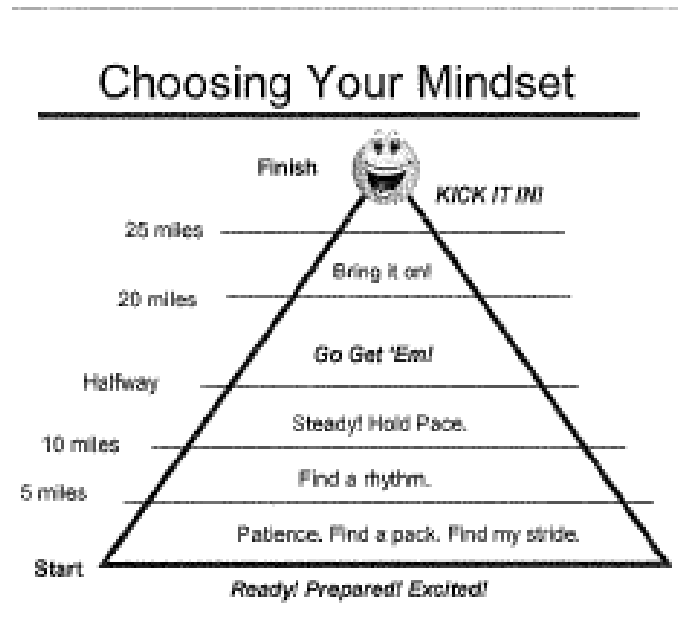 Choosing Your Mindset
Finish
KICK IT IN!
25 miles
Bring it on!
20 miles
Go Get 'Em!
Halfway
Steady! Hold Pace.
10 miles
Find a rhythm.
5 miles
Patience. Find a pack. Find my stride.
Start
Ready! Prepared! Excited!